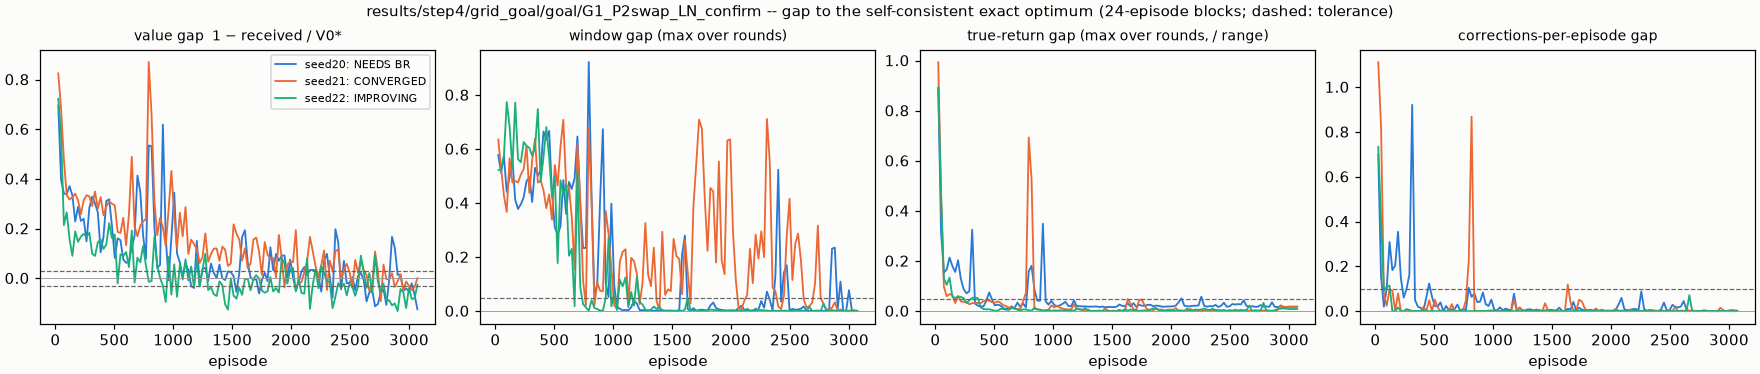 results/step4/grid_goal/goal/G1_P2swap_LN_confirm -- gap to the self-consistent exact optimum (24-episode blocks; dashed: tolerance)
value gap  1 − received / V0*
0.8
0.6
0.4
0.2
0.0
seed20: NEEDS BR
seed21: CONVERGED
seed22: IMPROVING
0 500 1000 1500 2000 2500 3000
episode
window gap (max over rounds)
0.8
0.6
0.4
0.2
0.0
0 500 1000 1500 2000 2500 3000
episode
true-return gap (max over rounds, / range)
1.0
0.8
0.6
0.4
0.2
0.0
0 500 1000 1500 2000 2500 3000
episode
corrections-per-episode gap
1.0
0.8
0.6
0.4
0.2
0.0
0 500 1000 1500 2000 2500 3000
episode